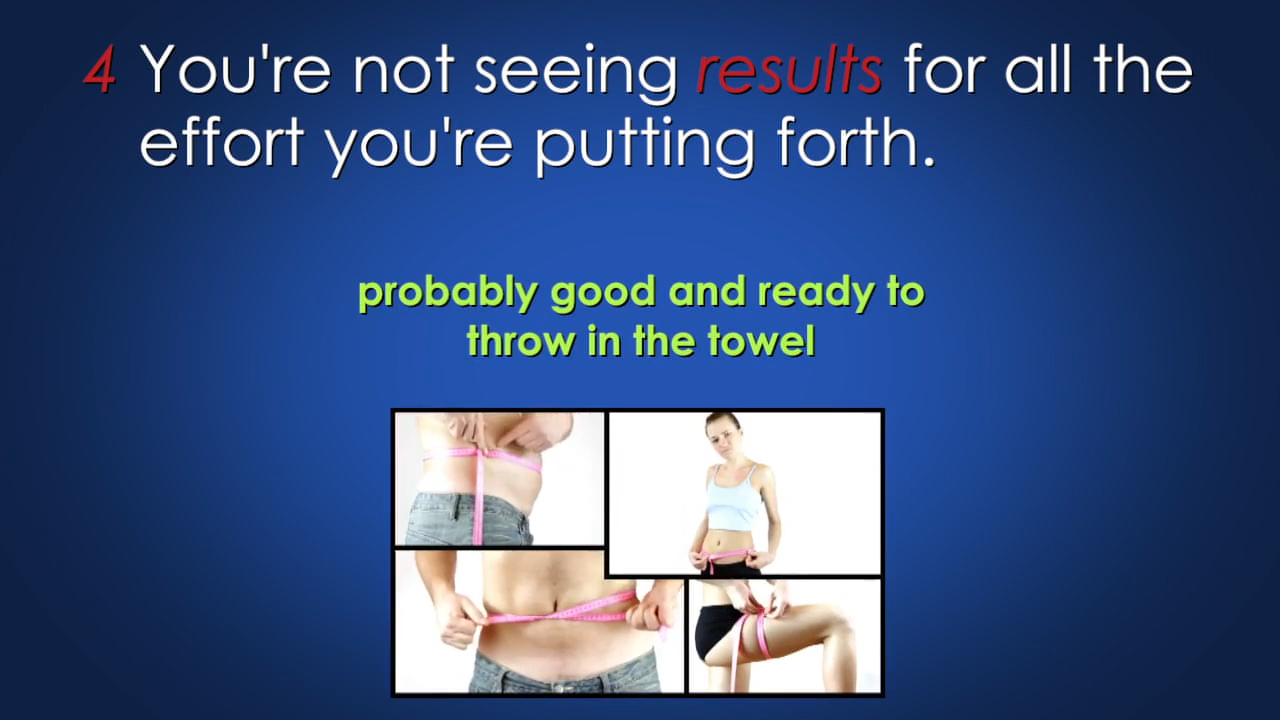 4 You're not seeing results for all the
effort you're putting forth.
probably good and ready to
throw in the towel